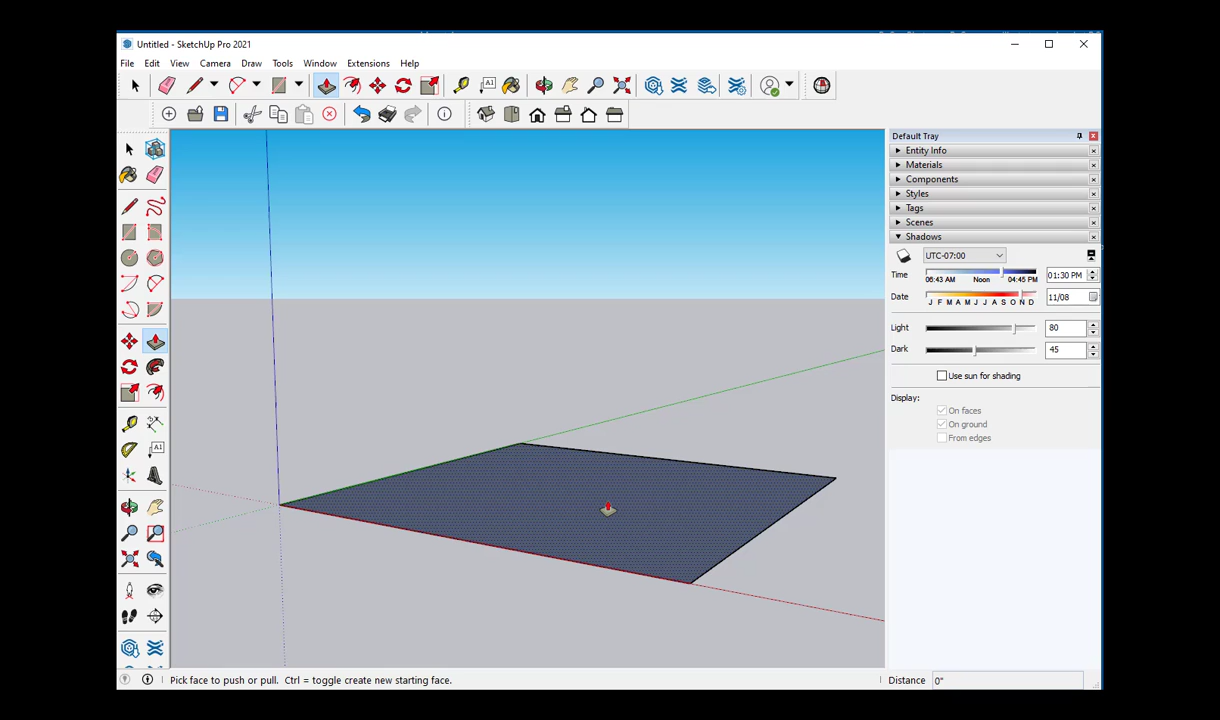 Untitled - SketchUp Pro 2021
File Edit View Camera Draw Tools Window Extensions Help
A1
Default Tray
Entity Info
Materials
Components
Styles
Tags
Scenes
Shadows
UTC-07:00
Time 01:30 PM
06:43 AM Noon 04:45 PM
Date 11/08
J F M A M J J A S O N D
Light 80
Dark 45
Use sun for shading
Display:
On faces
On ground
From edges
A1
Pick face to push or pull. Ctrl = toggle create new starting face. Distance 0"